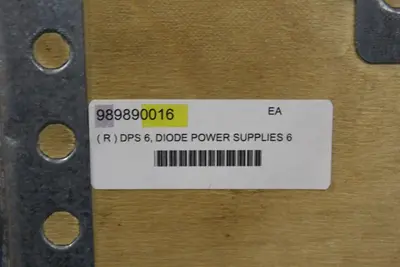 989890016 EA
( R ) DPS 6, DIODE POWER SUPPLIES 6